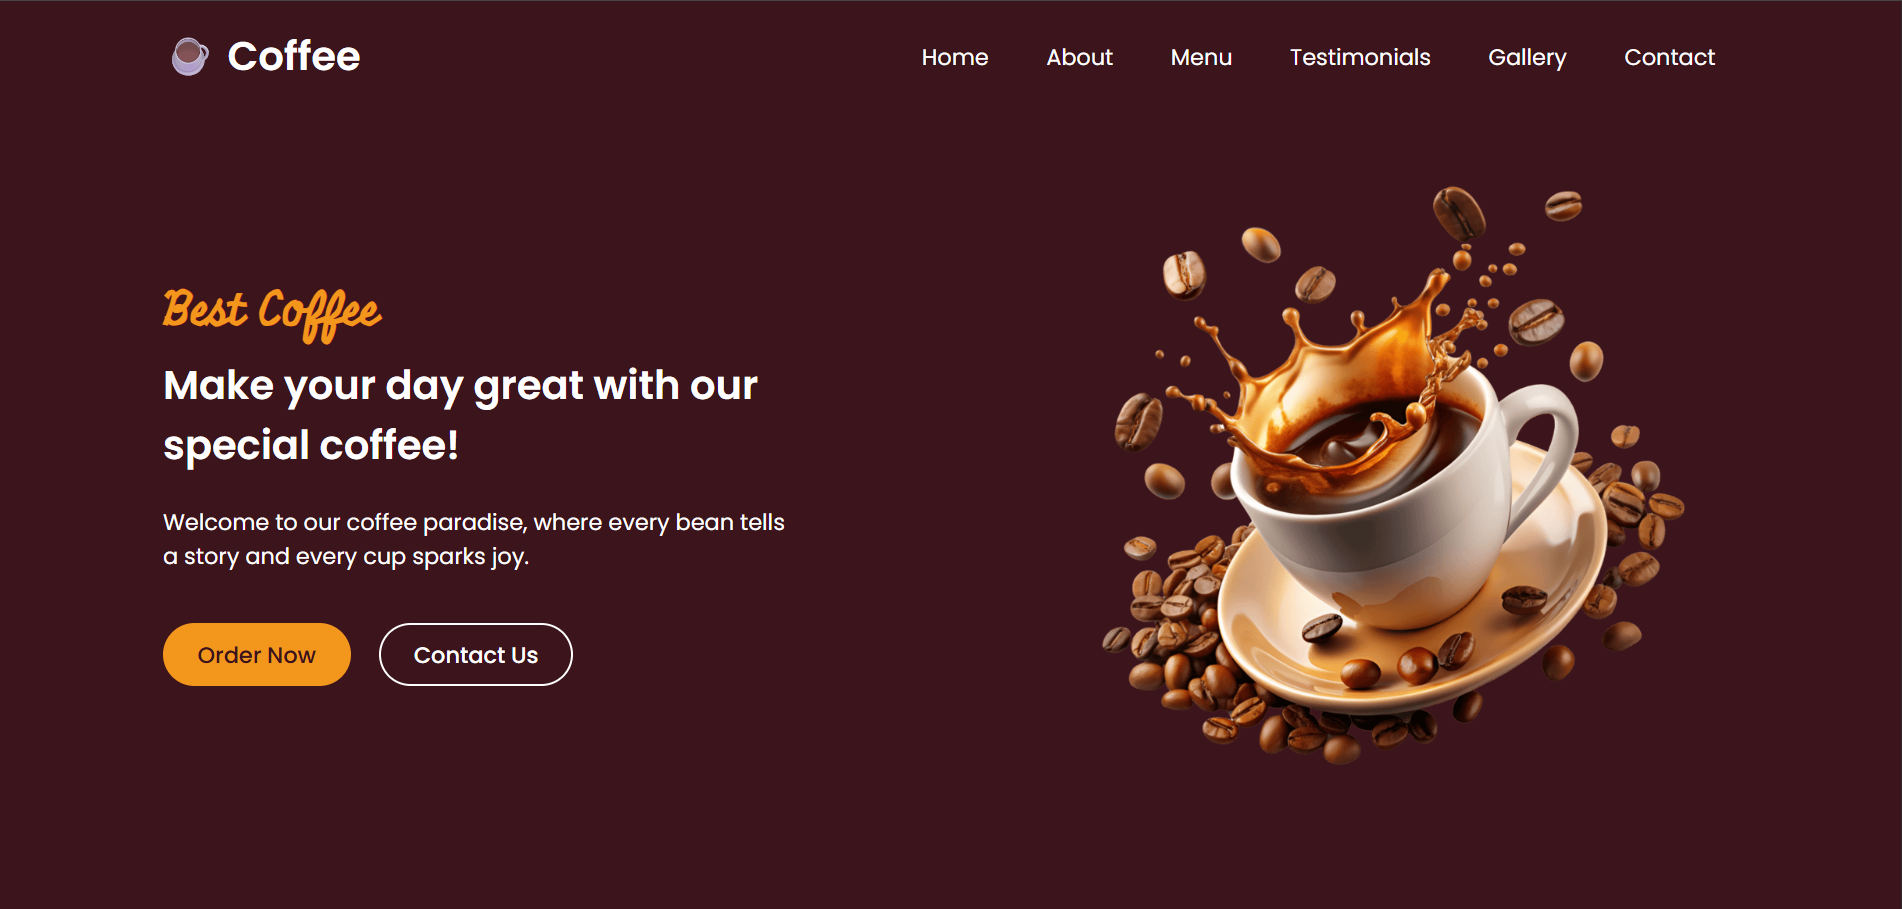 Coffee
Home About Menu Testimonials Gallery Contact
Best Coffee
Make your day great with our
special coffee!
Welcome to our coffee paradise, where every bean tells
a story and every cup sparks joy.
Order Now
Contact Us